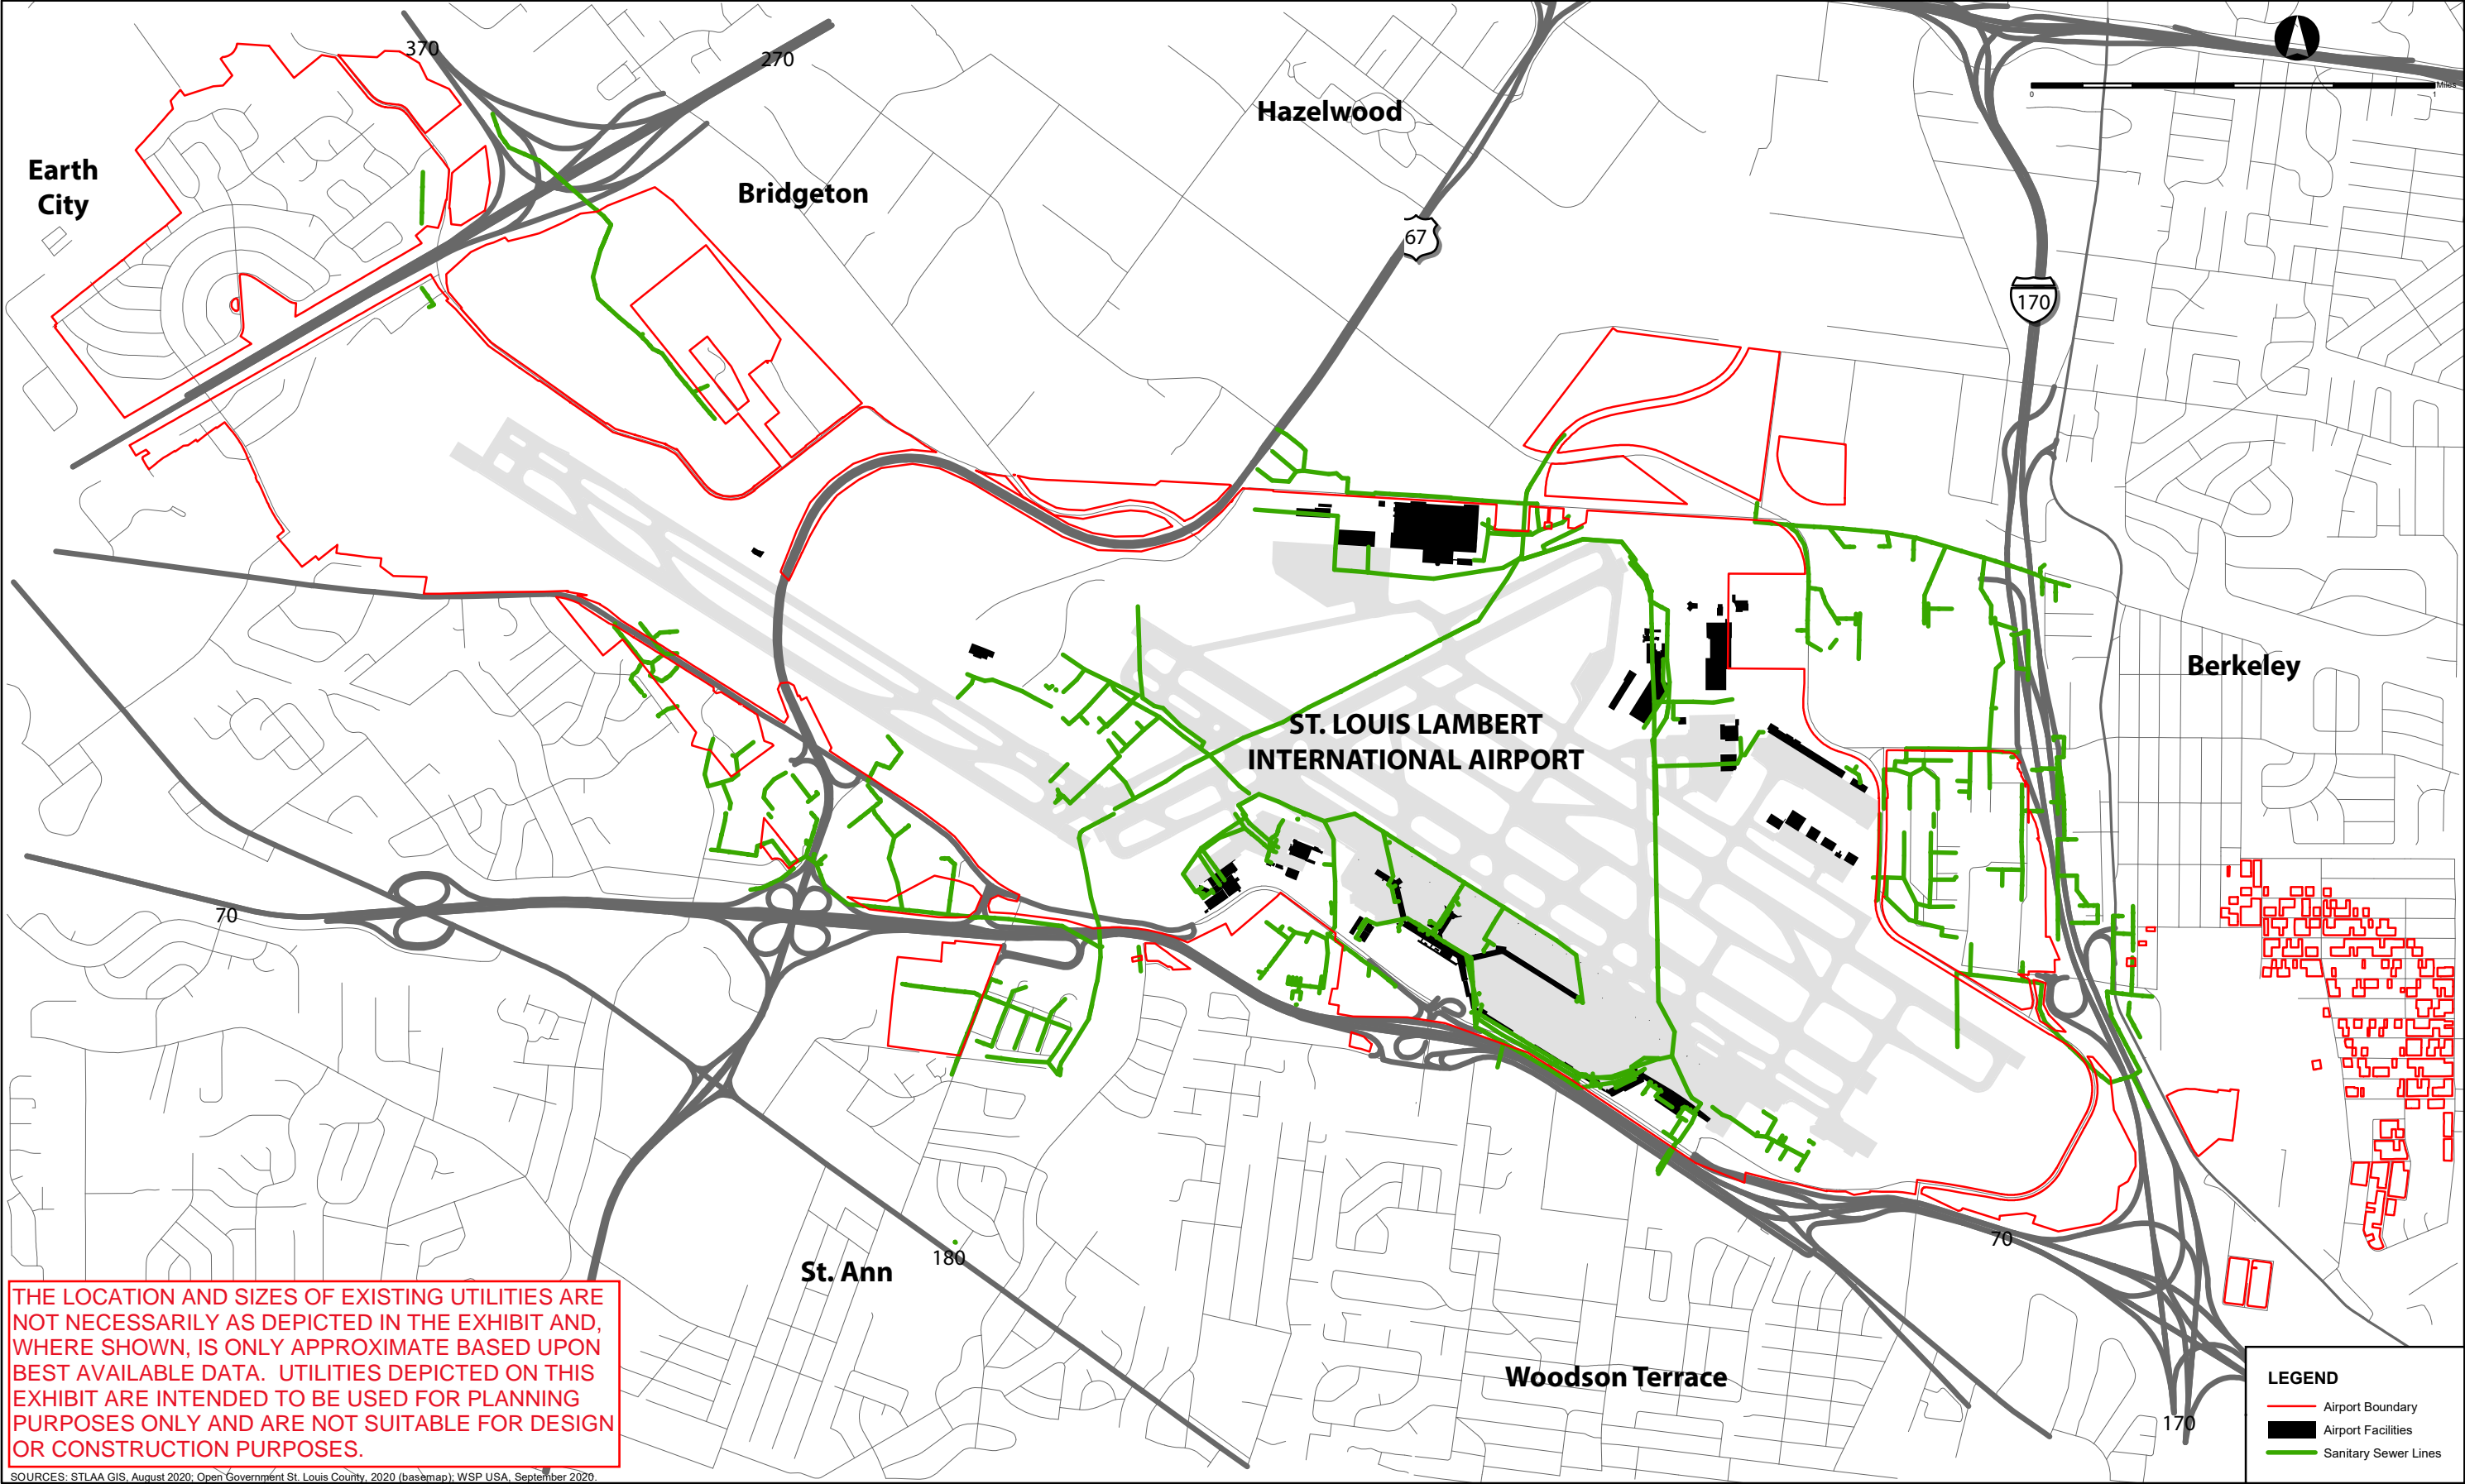 370
270
Hazelwood
0
1
Miles
Earth
City
Bridgeton
67
170
Berkeley
ST. LOUIS LAMBERT
INTERNATIONAL AIRPORT
70
70
St. Ann
180
Woodson Terrace
170
THE LOCATION AND SIZES OF EXISTING UTILITIES ARE
NOT NECESSARILY AS DEPICTED IN THE EXHIBIT AND,
WHERE SHOWN, IS ONLY APPROXIMATE BASED UPON
BEST AVAILABLE DATA.  UTILITIES DEPICTED ON THIS
EXHIBIT ARE INTENDED TO BE USED FOR PLANNING
PURPOSES ONLY AND ARE NOT SUITABLE FOR DESIGN
OR CONSTRUCTION PURPOSES.
SOURCES: STLAA GIS, August 2020; Open Government St. Louis County, 2020 (basemap); WSP USA, September 2020.
LEGEND
Airport Boundary
Airport Facilities
Sanitary Sewer Lines